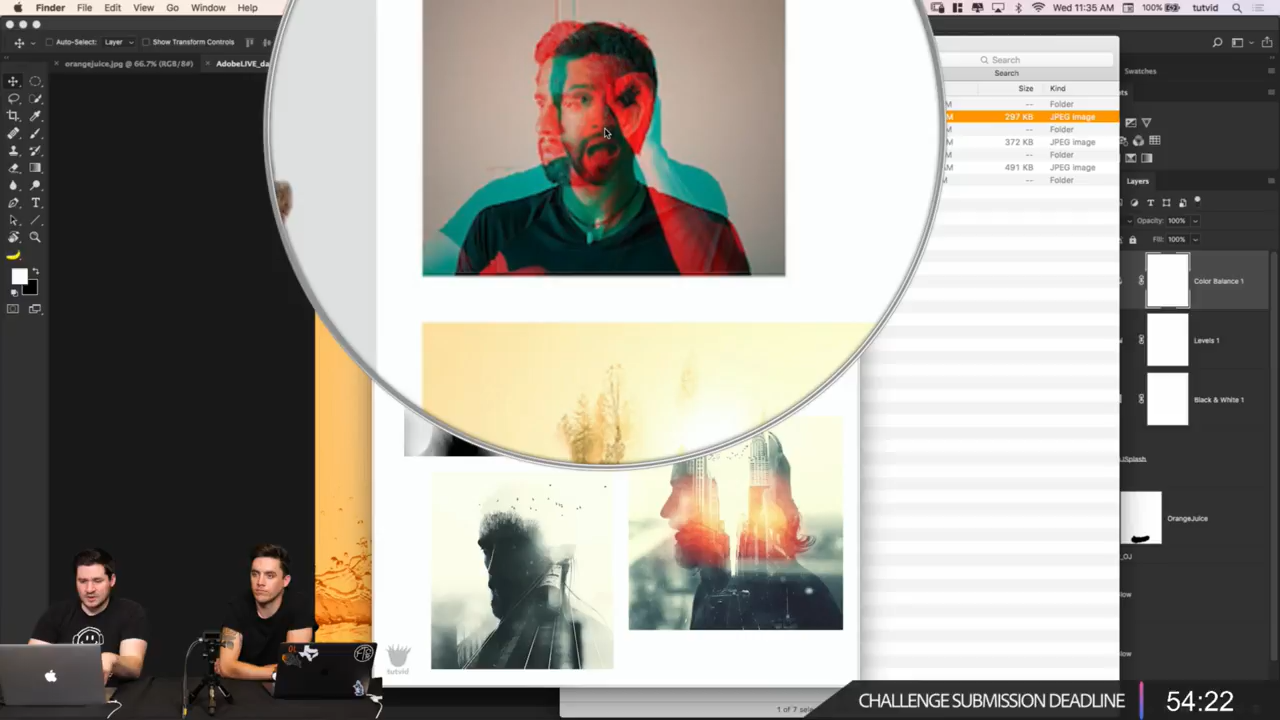 Finder File Edit View Go Window Help
Wed 11:35 AM 100% tutvid
Auto-Select: Layer Show Transform Controls
orangejuice.jpg @ 66.7% (RGB/8#) AdobeLIVE_da
Search
Search
Swatches
Size Kind
-- Folder
297 KB JPEG image
-- Folder
372 KB JPEG image
-- Folder
491 KB JPEG image
-- Folder
Layers
Opacity: 100%
Fill: 100%
Color Balance 1
Levels 1
Black & White 1
OrangeJuice
_OJ
tutvid
1 of 7 sele
CHALLENGE SUBMISSION DEADLINE 54:22